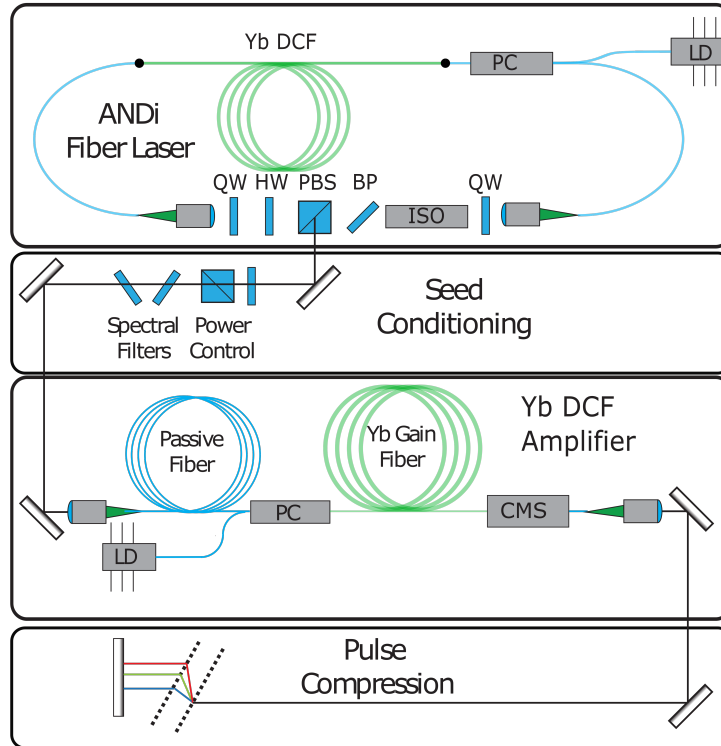 Yb DCF
PC
LD
ANDi
Fiber Laser
QW
HW
PBS
BP
ISO
QW
Seed
Conditioning
Spectral
Filters
Power
Control
Yb DCF
Amplifier
Passive
Fiber
Yb Gain
Fiber
PC
CMS
LD
Pulse
Compression